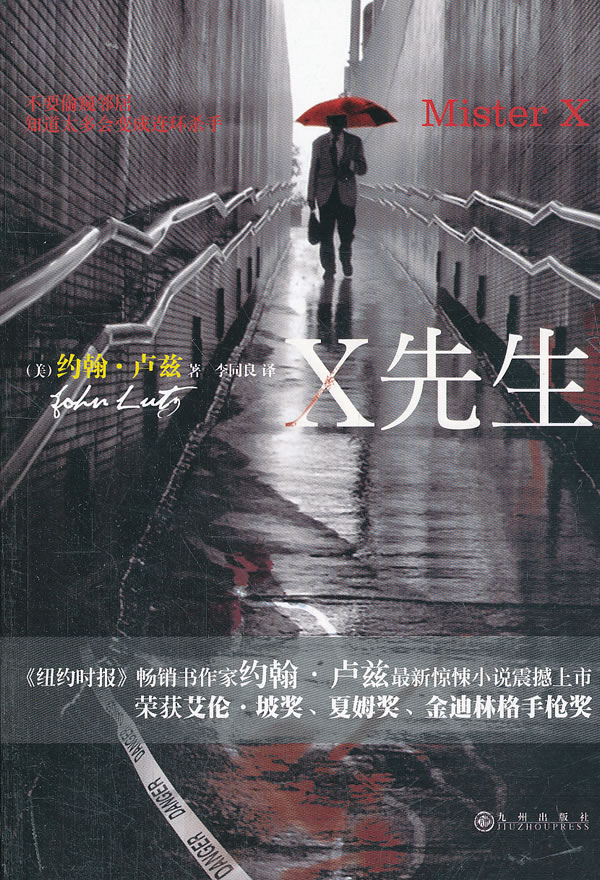 不要偷窥邻居
知道太多会变成连环杀手
Mister X
(美)约翰·卢兹 著 李同良 译
John Lutz
X先生
《纽约时报》畅销书作家约翰·卢兹最新惊悚小说震撼上市
荣获艾伦·坡奖、夏姆奖、金迪林格手枪奖
DANGER
DANGER
DANGER
DANGER
九州出版社
JIUZHOUPRESS